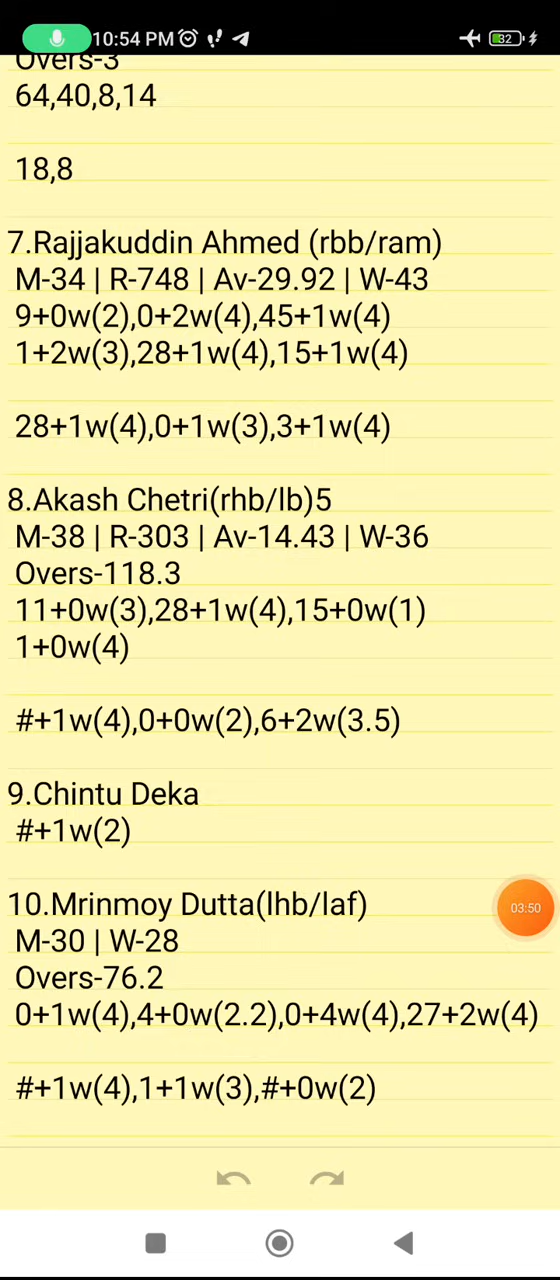 10:54 PM
32
Overs-3
64,40,8,14
18,8
7.Rajjakuddin Ahmed (rbb/ram)
M-34 | R-748 | Av-29.92 | W-43
9+0w(2),0+2w(4),45+1w(4)
1+2w(3),28+1w(4),15+1w(4)
28+1w(4),0+1w(3),3+1w(4)
8.Akash Chetri(rhb/lb)5
M-38 | R-303 | Av-14.43 | W-36
Overs-118.3
11+0w(3),28+1w(4),15+0w(1)
1+0w(4)
#+1w(4),0+0w(2),6+2w(3.5)
9.Chintu Deka
#+1w(2)
10.Mrinmoy Dutta(lhb/laf)
03:50
M-30 | W-28
Overs-76.2
0+1w(4),4+0w(2.2),0+4w(4),27+2w(4)
#+1w(4),1+1w(3),#+0w(2)